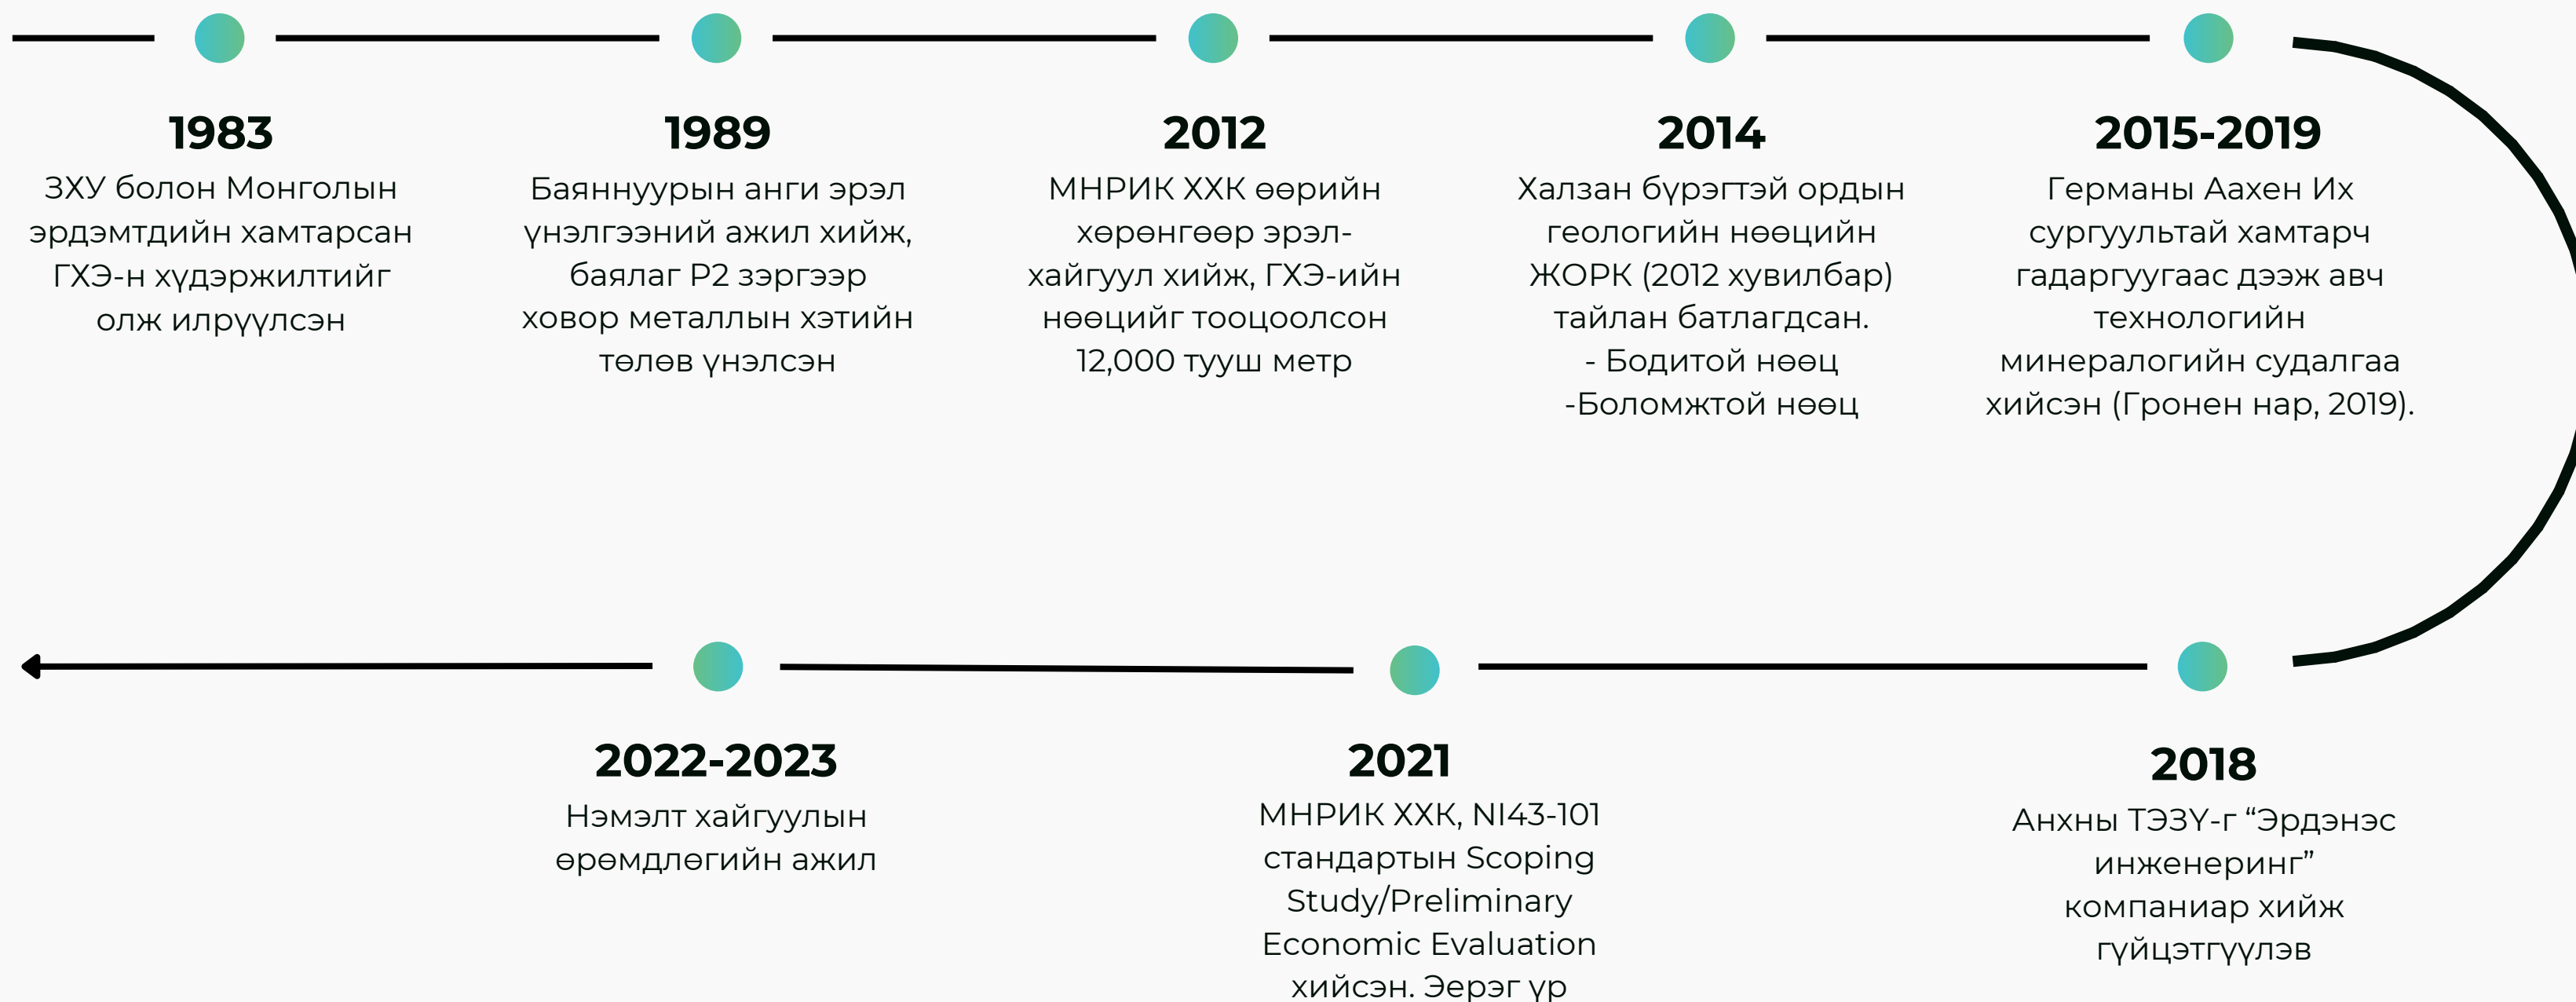 1983
ЗХУ болон Монголын
эрдэмтдийн хамтарсан
ГХЭ-н хүдэржилтийг
олж илрүүлсэн
1989
Баяннуурын анги эрэл
үнэлгээний ажил хийж,
баялаг P2 зэргээр
ховор металлын хэтийн
төлөв үнэлсэн
2012
МНРИК ХХК өөрийн
хөрөнгөөр эрэл-
хайгуул хийж, ГХЭ-ийн
нөөцийг тооцоолсон
12,000 тууш метр
2014
Халзан бүрэгтэй ордын
геологийн нөөцийн
ЖОРК (2012 хувилбар)
тайлан батлагдсан.
- Бодитой нөөц
-Боломжтой нөөц
2015-2019
Германы Аахен Их
сургуультай хамтарч
гадаргуугаас дээж авч
технологийн
минералогийн судалгаа
хийсэн (Гронен нар, 2019).
2022-2023
Нэмэлт хайгуулын
өрөмдлөгийн ажил
2021
МНРИК ХХК, NI43-101
стандартын Scoping
Study/Preliminary
Economic Evaluation
хийсэн. Эерэг үр
2018
Анхны ТЭЗҮ-г “Эрдэнэс
инженеринг”
компаниар хийж
гүйцэтгүүлэв